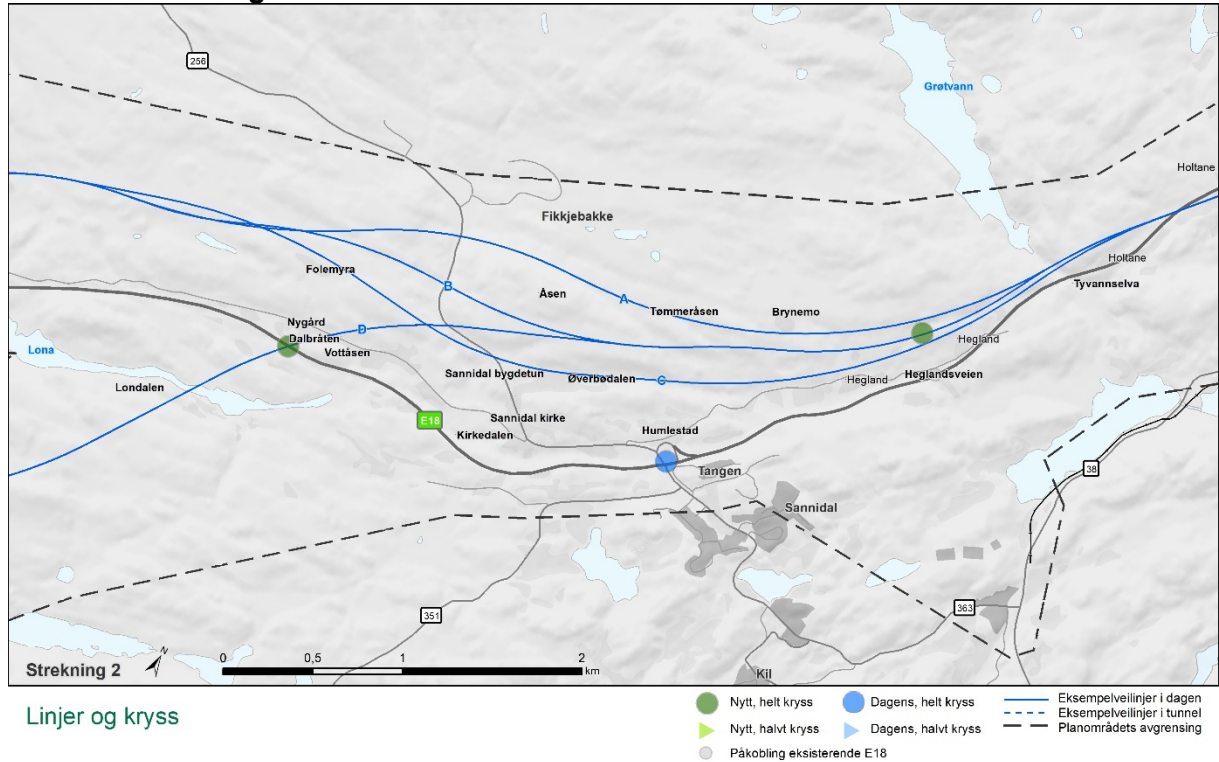 256
Grøtvann
Holtane
Fikkjebakke
Holtane
Folemyra
Tyvannselva
B
Åsen
A
Tømmeråsen
Brynemo
Nygård
D
Dalbråten
Hegland
Lona
Vottåsen
Londalen
Sannidal bygdetun
Øverbødalen
C
Hegland
Heglandsveien
E18
Sannidal kirke
Kirkedalen
Humlestad
Tangen
38
Sannidal
351
363
N
Strekning 2
0 0,5 1 2
km
Kil
Linjer og kryss
Nytt, helt kryss
Nytt, halvt kryss
Påkobling eksisterende E18
Dagens, helt kryss
Dagens, halvt kryss
Eksempelveilinjer i dagen
Eksempelveilinjer i tunnel
Planområdets avgrensing